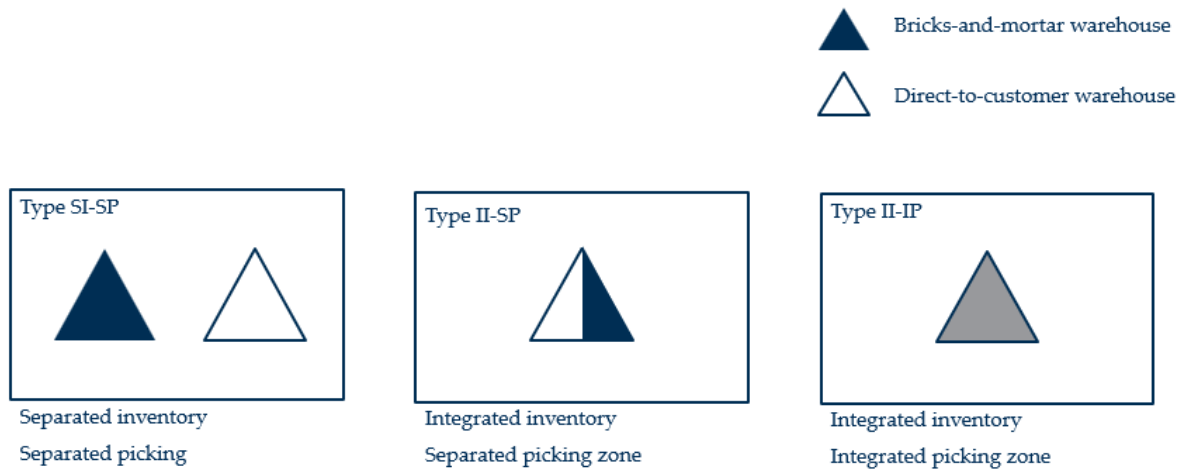 Bricks-and-mortar warehouse
Direct-to-customer warehouse
Type SI-SP
Separated inventory
Separated picking
Type II-SP
Integrated inventory
Separated picking zone
Type II-IP
Integrated inventory
Integrated picking zone